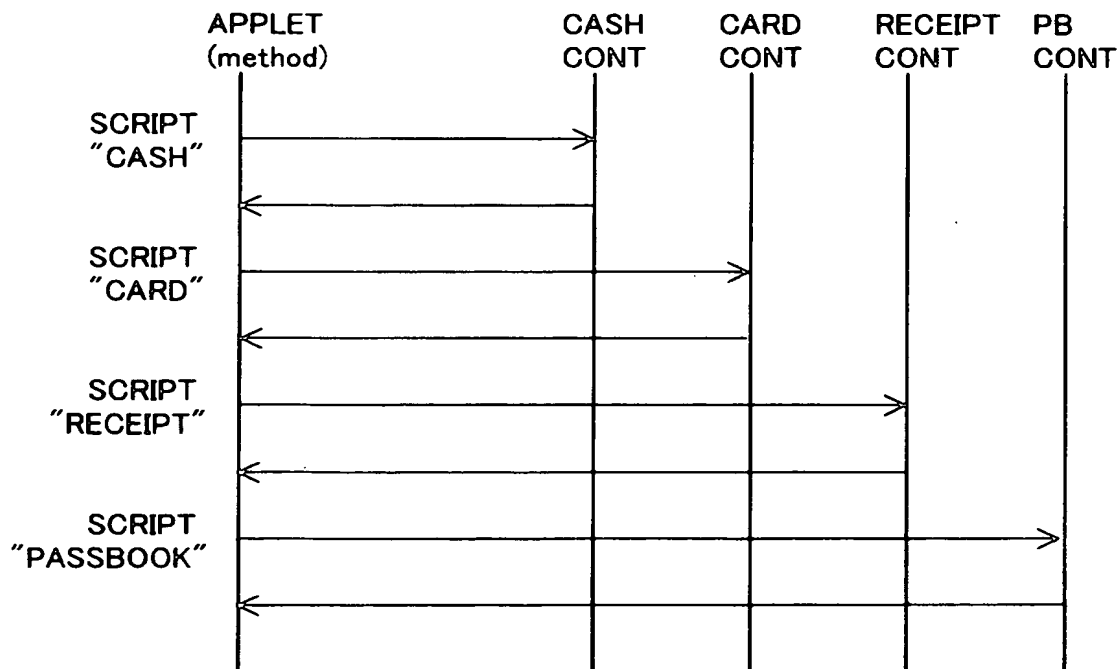 APPLET
(method)
CASH
CONT
CARD
CONT
RECEIPT
CONT
PB
CONT
SCRIPT
"CASH"
SCRIPT
"CARD"
SCRIPT
"RECEIPT"
SCRIPT
"PASSBOOK"